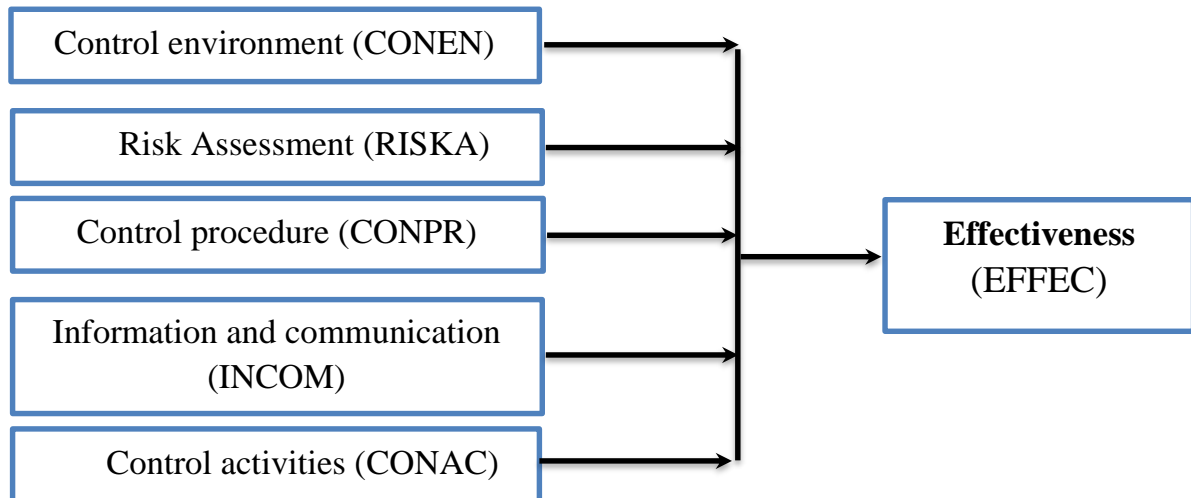 Control environment (CONEN)
Risk Assessment (RISKA)
Control procedure (CONPR)
Information and communication
(INCOM)
Control activities (CONAC)
Effectiveness
(EFFEC)